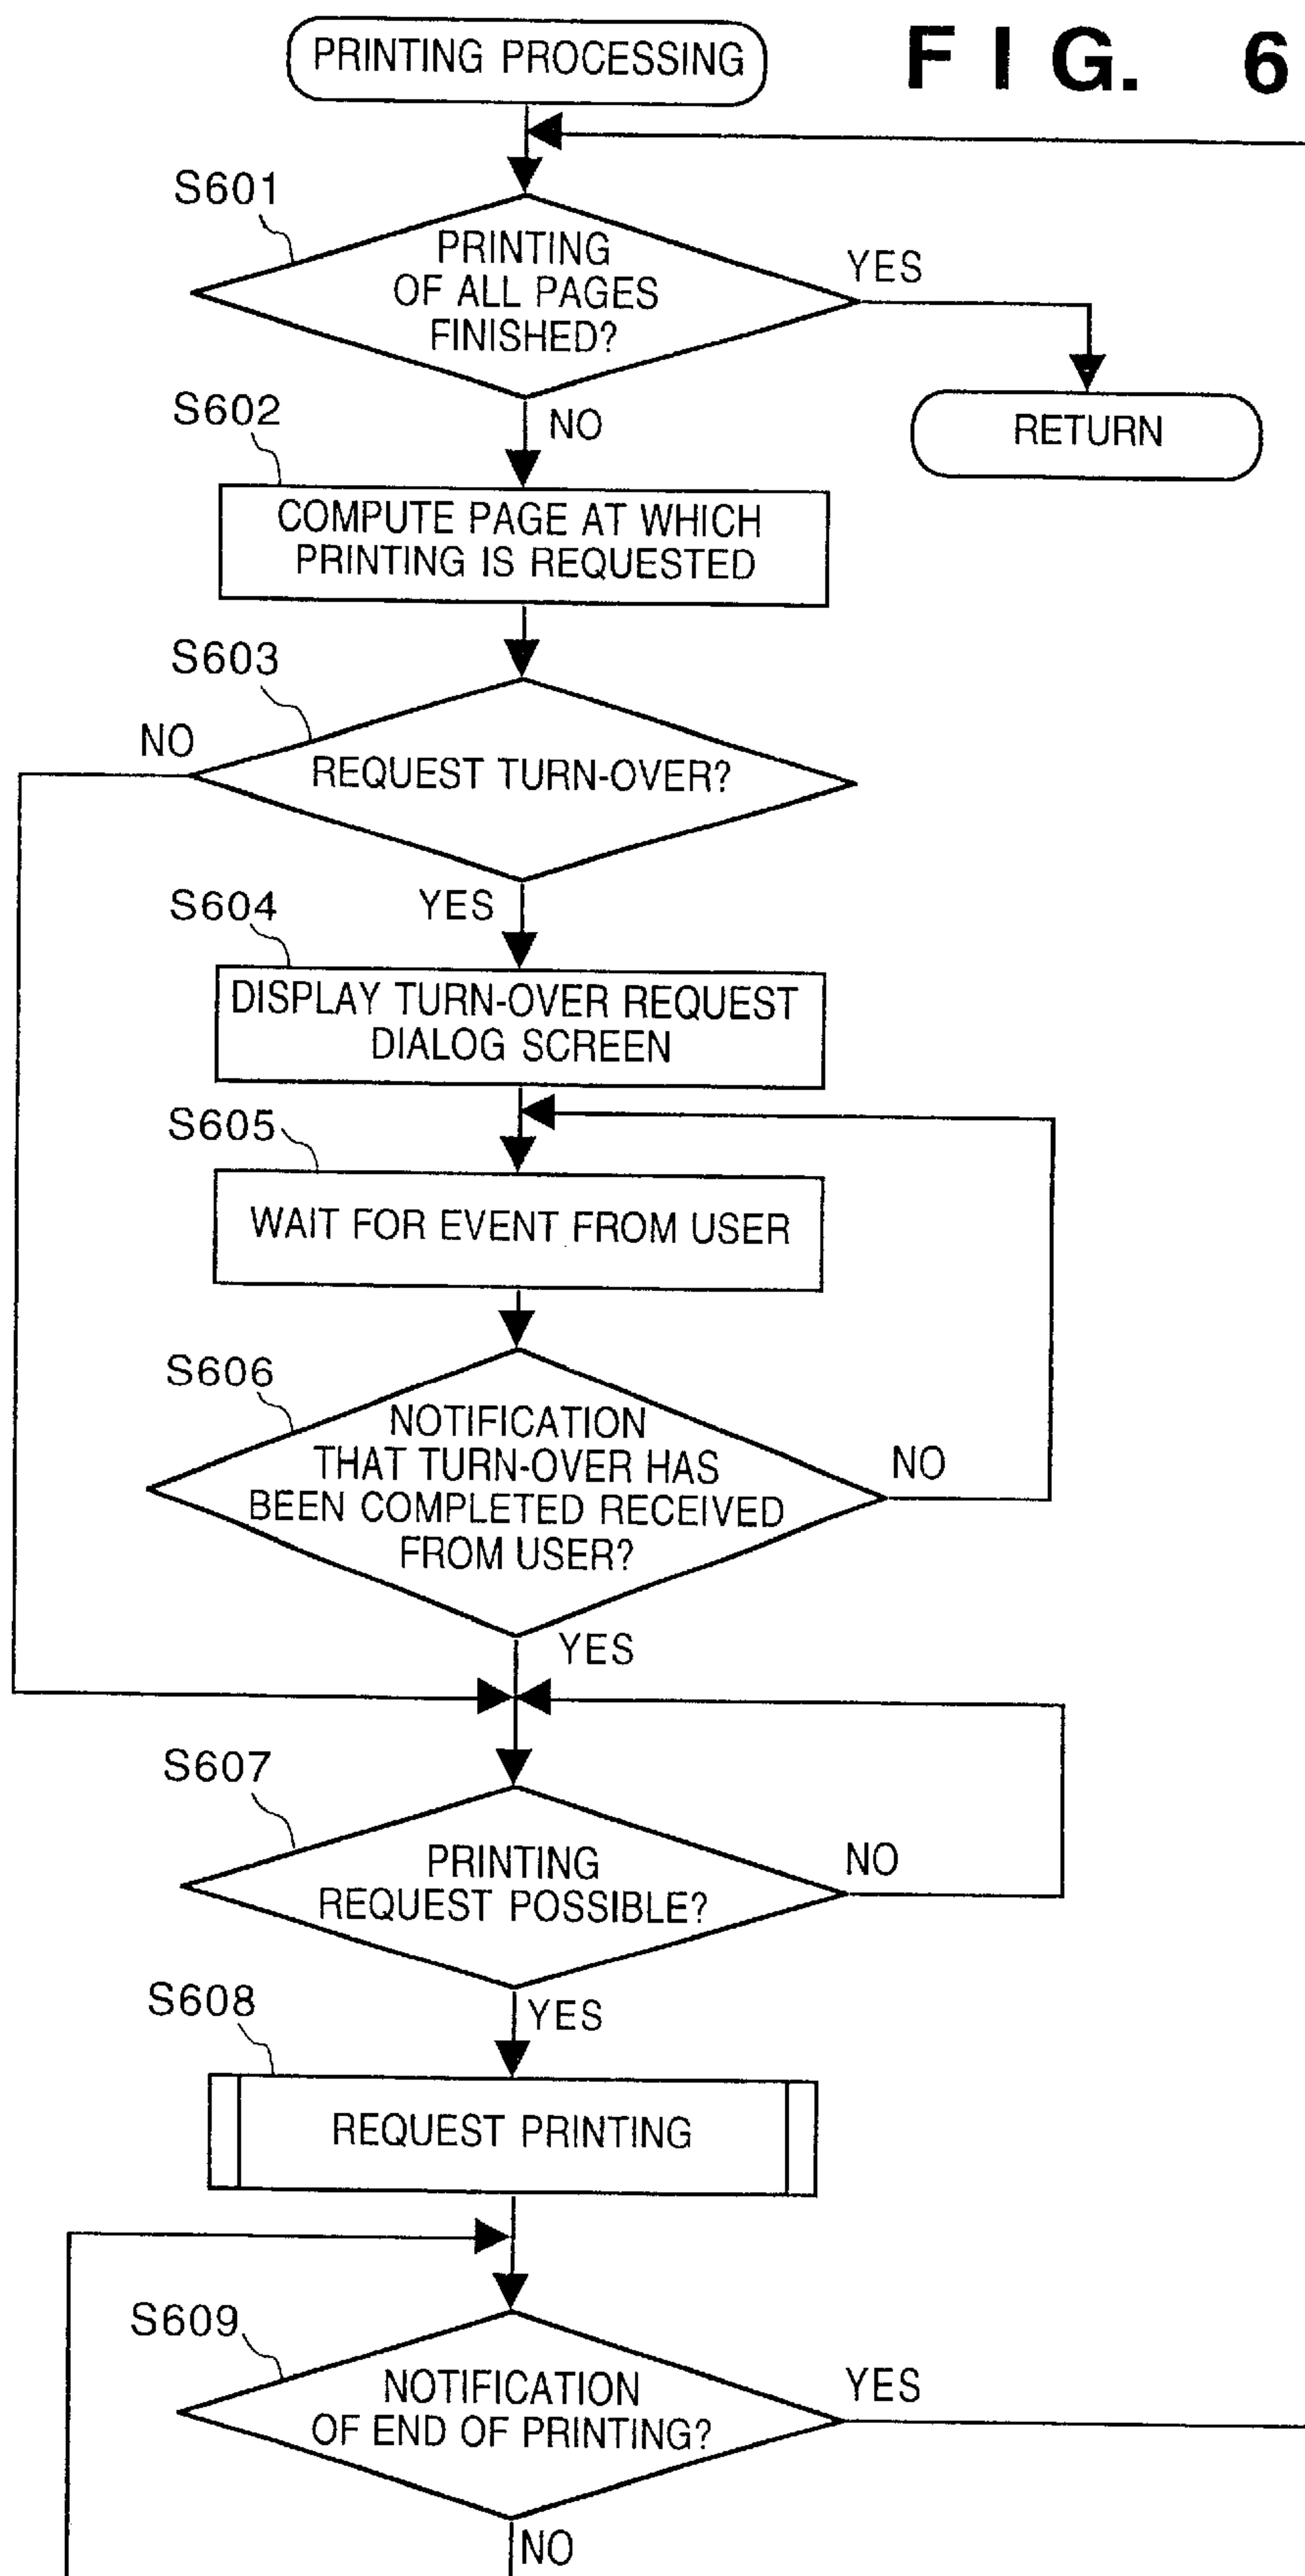 PRINTING PROCESSING
FIG. 6
S601
PRINTING
OF ALL PAGES
FINISHED?
YES
RETURN
NO
S602
COMPUTE PAGE AT WHICH
PRINTING IS REQUESTED
S603
NO
REQUEST TURN-OVER?
YES
S604
DISPLAY TURN-OVER REQUEST
DIALOG SCREEN
S605
WAIT FOR EVENT FROM USER
S606
NOTIFICATION
THAT TURN-OVER HAS
BEEN COMPLETED RECEIVED
FROM USER?
NO
YES
S607
PRINTING
REQUEST POSSIBLE?
NO
YES
S608
REQUEST PRINTING
S609
NOTIFICATION
OF END OF PRINTING?
YES
NO